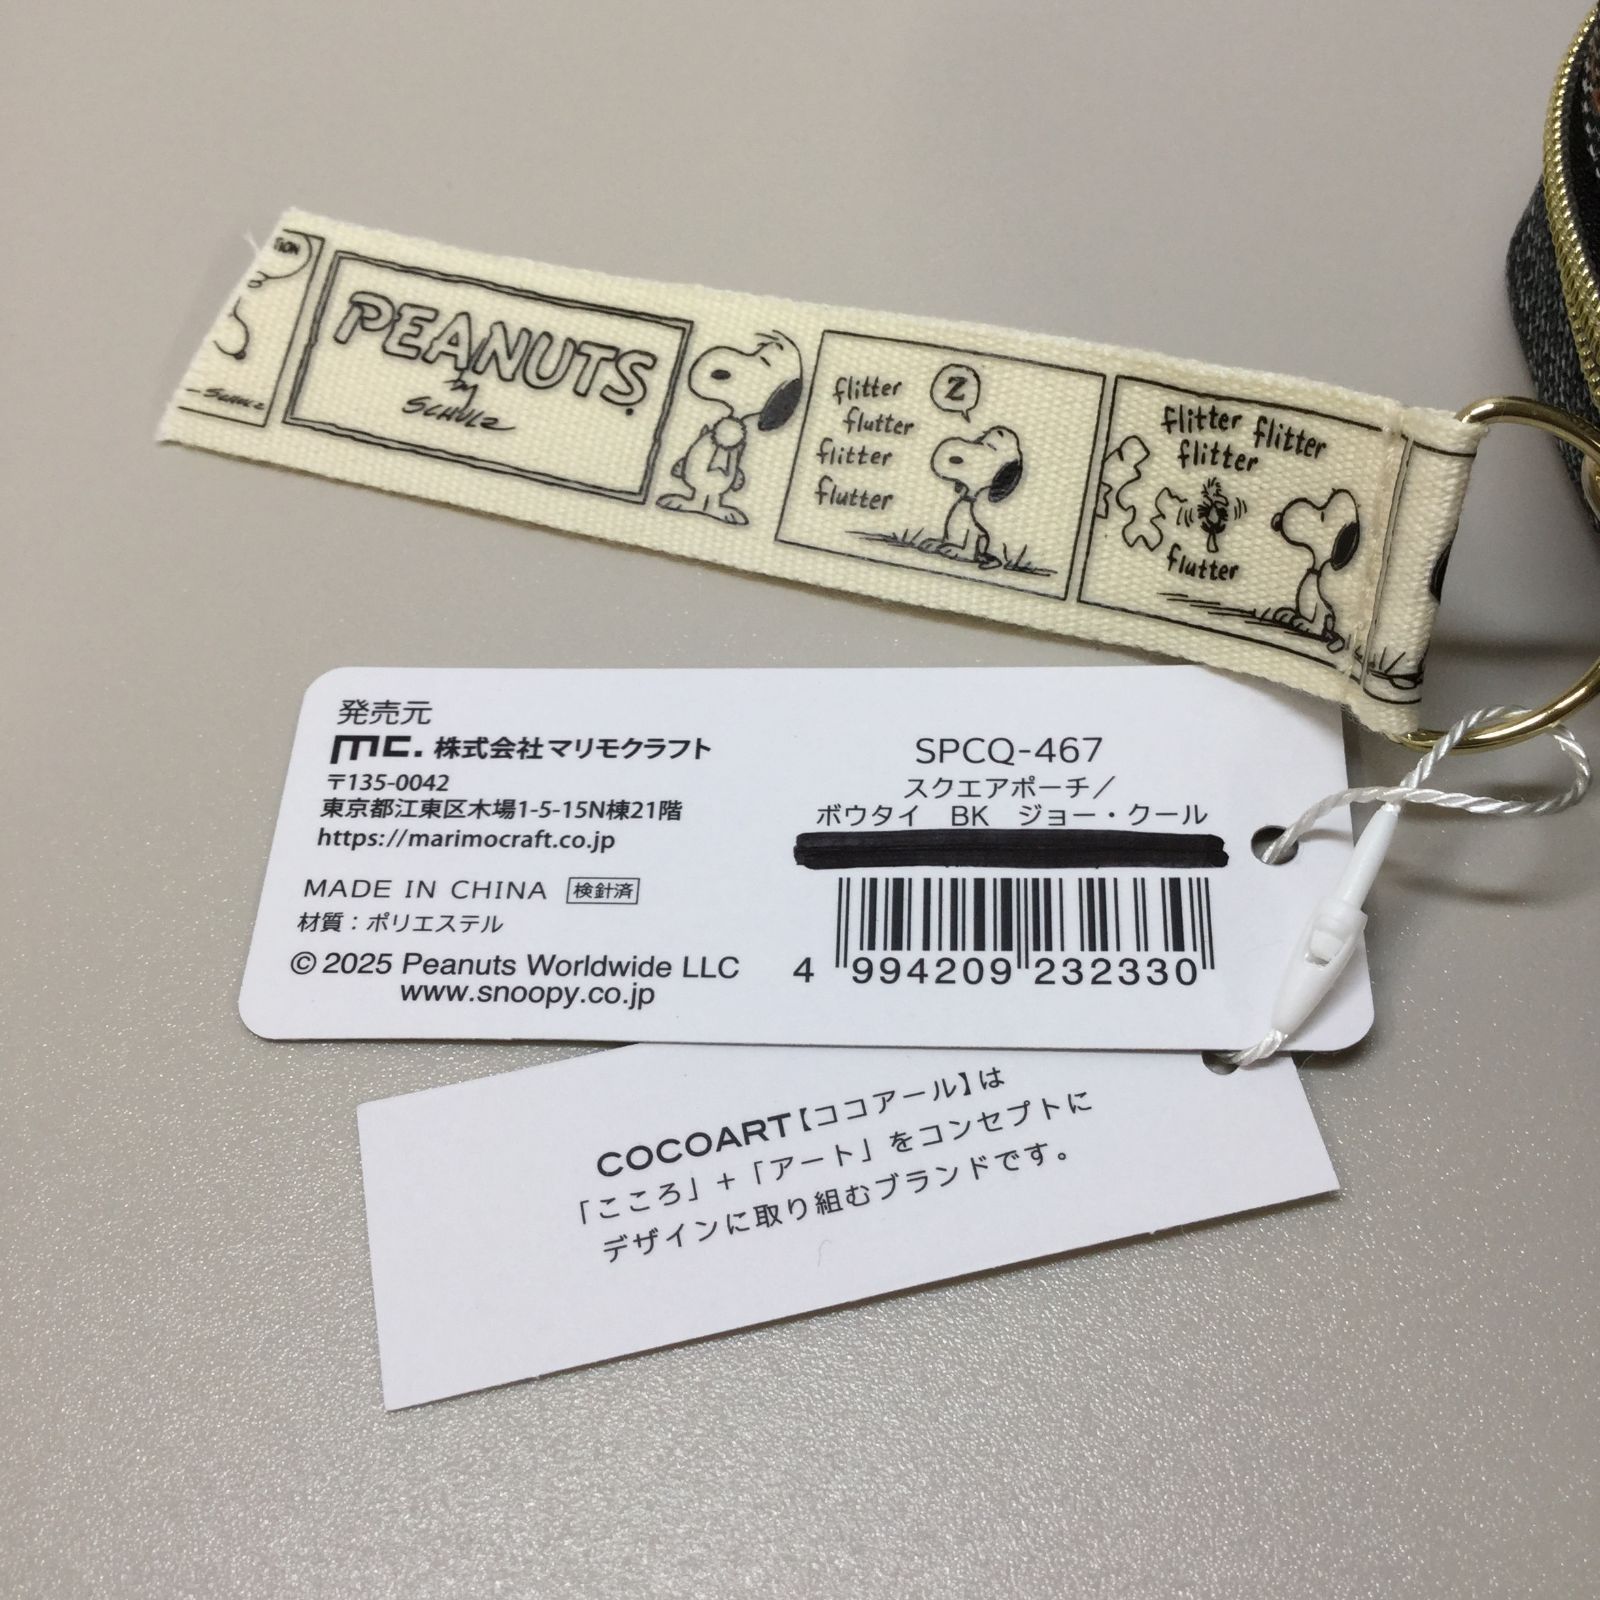 TION
SCHULZ
PEANUTS.
by
SCHULZ
Z
flitter
flutter
flitter
flutter
flitter flitter
flitter
flutter
発売元
mc. 株式会社マリモクラフト
〒135-0042
東京都江東区木場1-5-15N棟21階
https://marimocraft.co.jp
MADE IN CHINA 検針済
材質：ポリエステル
© 2025 Peanuts Worldwide LLC
www.snoopy.co.jp
SPCQ-467
スクエアポーチ／
ボウタイ BK ジョー・クール
4 994209 232330
COCOART【ココアール】は
「こころ」+「アート」をコンセプトに
デザインに取り組むブランドです。